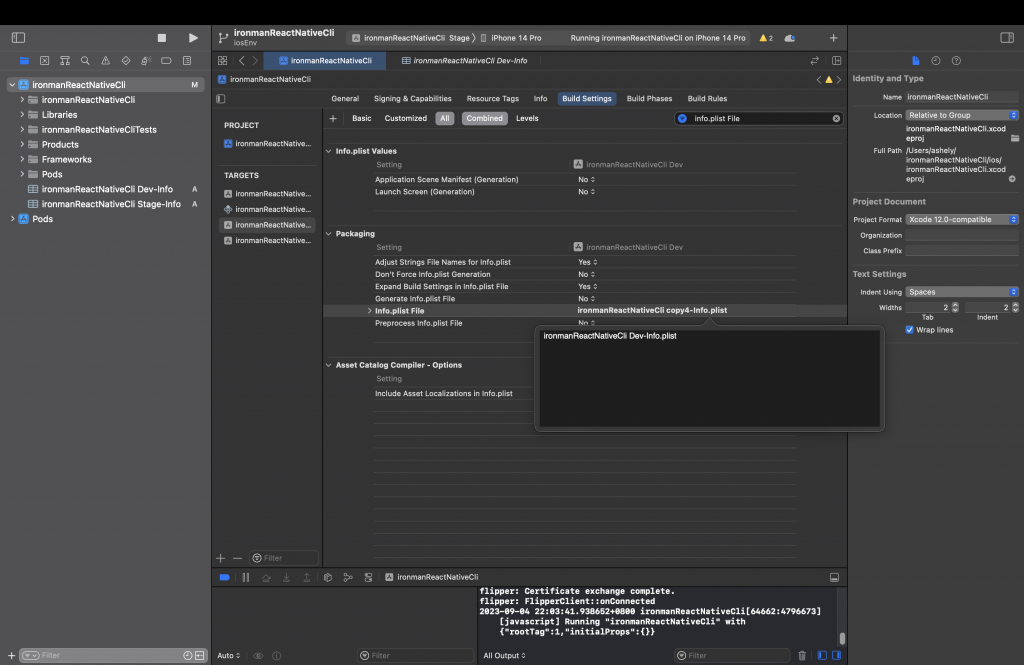 ironmanReactNativeCli
iosEnv
ironmanReactNativeCli Stage
iPhone 14 Pro
Running ironmanReactNativeCli on iPhone 14 Pro
2
ironmanReactNativeCli M
ironmanReactNativeCli
Libraries
ironmanReactNativeCliTests
Products
Frameworks
Pods
ironmanReactNativeCli Dev-Info A
ironmanReactNativeCli Stage-Info A
Pods
Filter
ironmanReactNativeCli
ironmanReactNativeCli Dev-Info
ironmanReactNativeCli
General Signing & Capabilities Resource Tags Info Build Settings Build Phases Build Rules
PROJECT
ironmanReactNative...
TARGETS
ironmanReactNative...
ironmanReactNative...
ironmanReactNative...
ironmanReactNative...
Filter
Basic Customized All Combined Levels
info.plist File
Info.plist Values
Setting ironmanReactNativeCli Dev
Application Scene Manifest (Generation) No
Launch Screen (Generation) No
Packaging
Setting ironmanReactNativeCli Dev
Adjust Strings File Names for Info.plist Yes
Don't Force Info.plist Generation No
Expand Build Settings in Info.plist File Yes
Generate Info.plist File No
Info.plist File ironmanReactNativeCli copy4-Info.plist
Preprocess Info.plist File No
ironmanReactNativeCli Dev-Info.plist
Asset Catalog Compiler - Options
Setting
Include Asset Localizations in Info.plist
ironmanReactNativeCli
flipper: Certificate exchange complete.
flipper: FlipperClient::onConnected
2023-09-04 22:03:41.938652+0800 ironmanReactNativeCli[64662:4796673]
[javascript] Running "ironmanReactNativeCli" with
{"rootTag":1,"initialProps":{}}
Auto
Filter
All Output
Filter
Identity and Type
Name ironmanReactNativeCli
Location Relative to Group
ironmanReactNativeCli.xcod
eproj
Full Path /Users/ashely/
ironmanReactNativeCli/ios/
ironmanReactNativeCli.xcod
eproj
Project Document
Project Format Xcode 12.0-compatible
Organization
Class Prefix
Text Settings
Indent Using Spaces
Widths 2 2
Tab Indent
Wrap lines